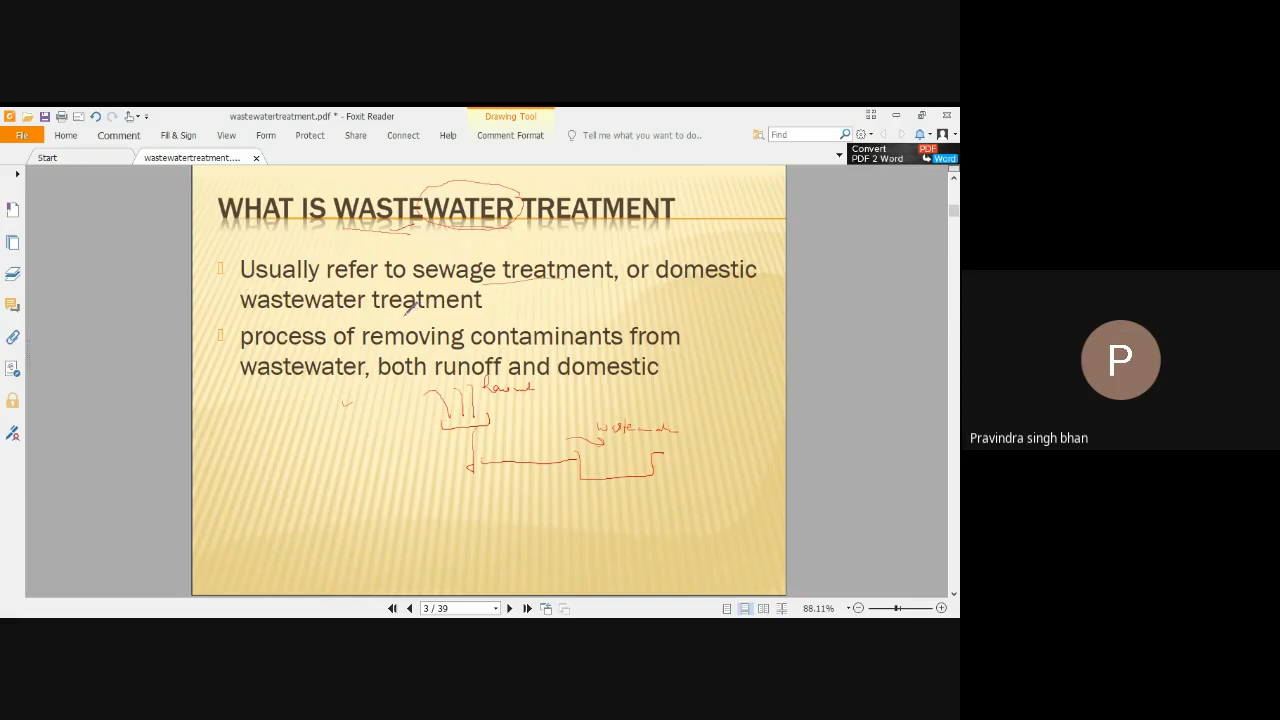 wastewatertreatment.pdf * - Foxit Reader
Drawing Tool
File
Home
Comment
Fill & Sign
View
Form
Protect
Share
Connect
Help
Comment Format
Tell me what you want to do..
Find
Start
wastewatertreatment....
Convert PDF
PDF 2 Word Word
WHAT IS WASTEWATER TREATMENT
Usually refer to sewage treatment, or domestic
wastewater treatment
process of removing contaminants from
wastewater, both runoff and domestic
P
Pravindra singh bhan
3 / 39
88.11%